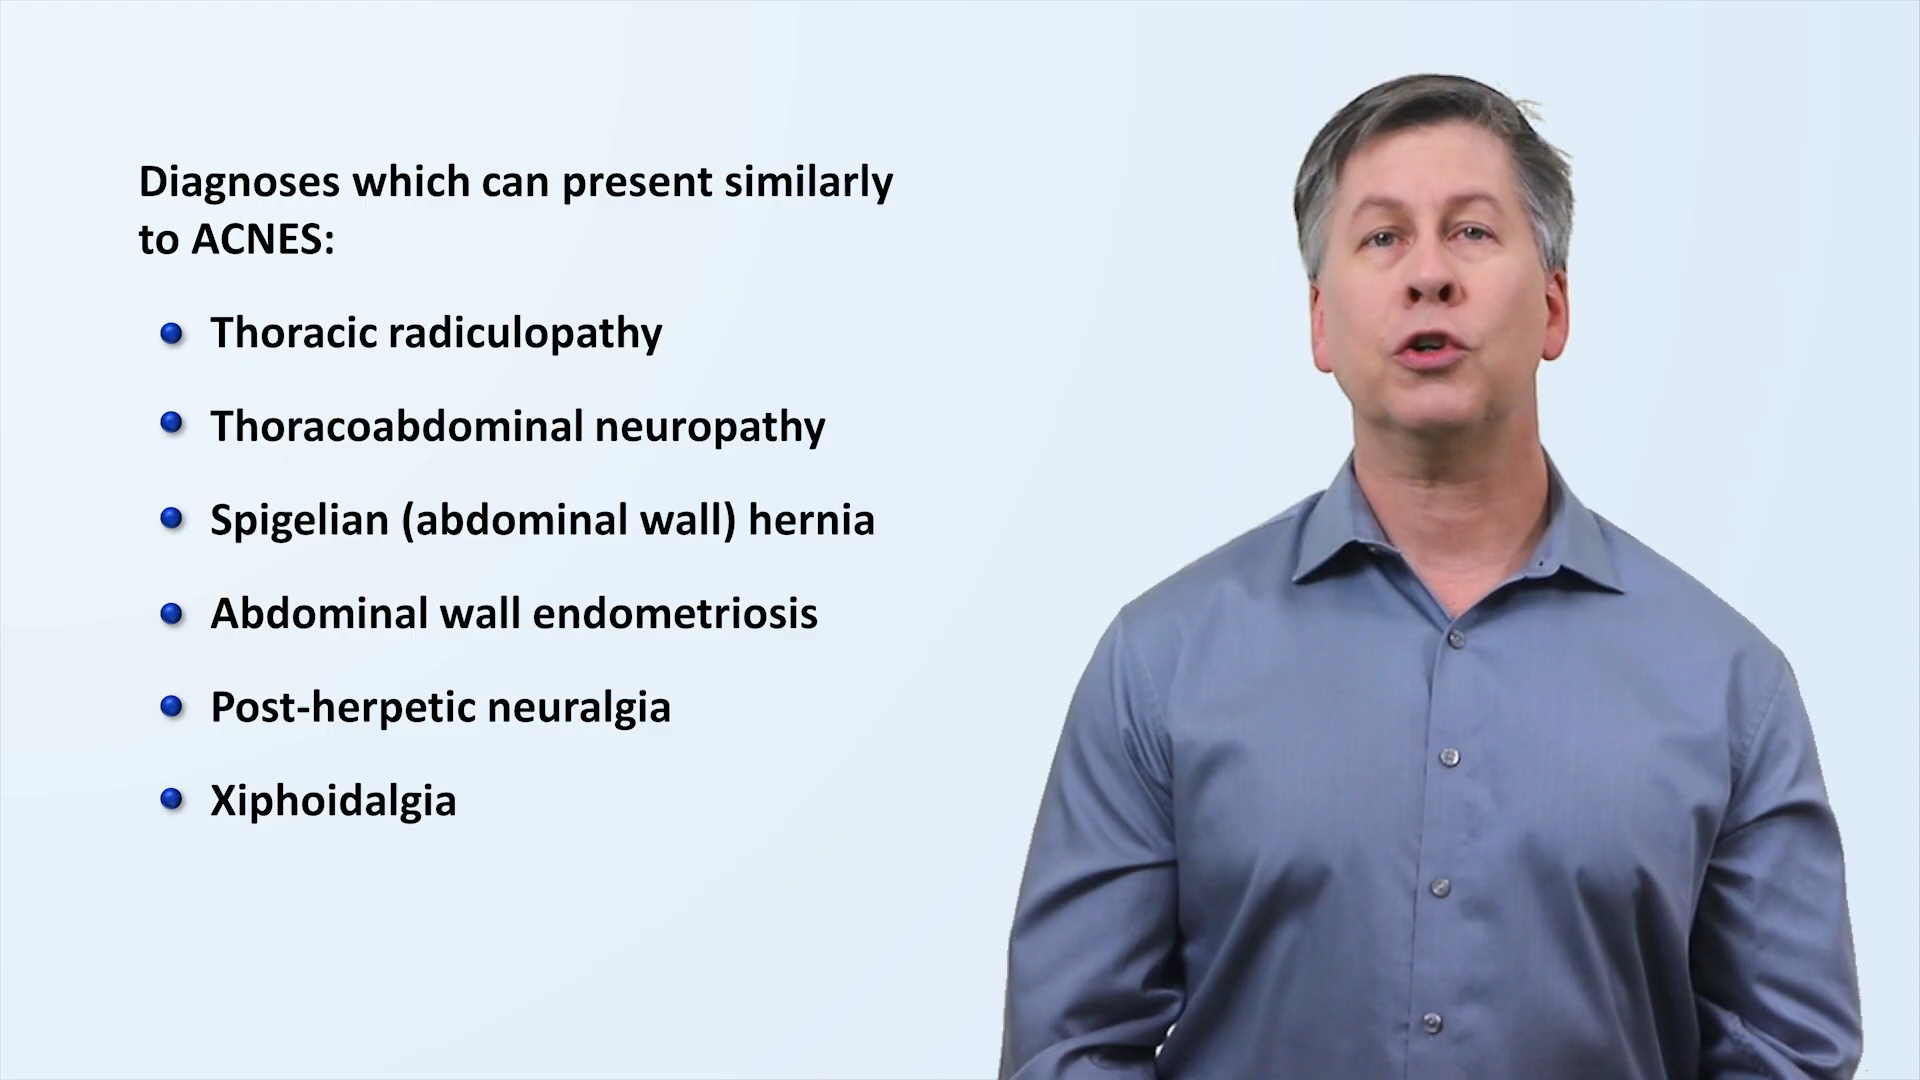 Diagnoses which can present similarly
to ACNES:
Thoracic radiculopathy
Thoracoabdominal neuropathy
Spigelian (abdominal wall) hernia
Abdominal wall endometriosis
Post-herpetic neuralgia
Xiphoidalgia